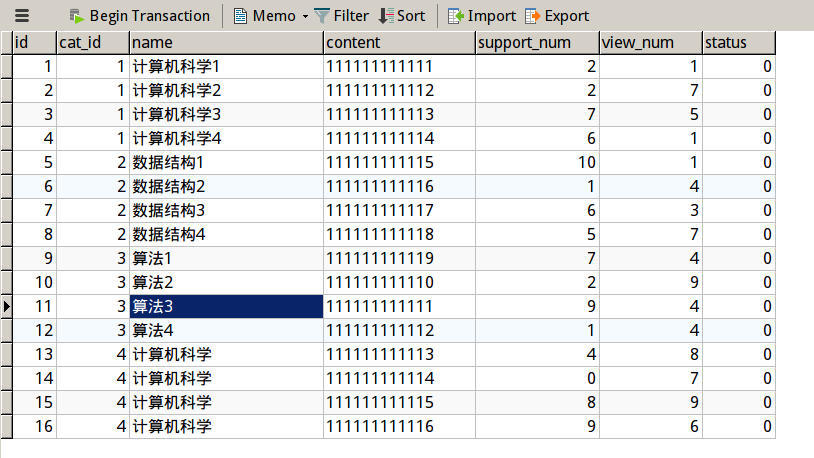 Begin Transaction Memo Filter Sort Import Export
id cat_id name content support_num view_num status
1 1 计算机科学1 111111111111 2 1 0
2 1 计算机科学2 111111111112 2 7 0
3 1 计算机科学3 111111111113 7 5 0
4 1 计算机科学4 111111111114 6 1 0
5 2 数据结构1 111111111115 10 1 0
6 2 数据结构2 111111111116 1 4 0
7 2 数据结构3 111111111117 6 3 0
8 2 数据结构4 111111111118 5 7 0
9 3 算法1 111111111119 7 4 0
10 3 算法2 111111111110 2 9 0
11 3 算法3 111111111111 9 4 0
12 3 算法4 111111111112 1 4 0
13 4 计算机科学 111111111113 4 8 0
14 4 计算机科学 111111111114 0 7 0
15 4 计算机科学 111111111115 8 9 0
16 4 计算机科学 111111111116 9 6 0